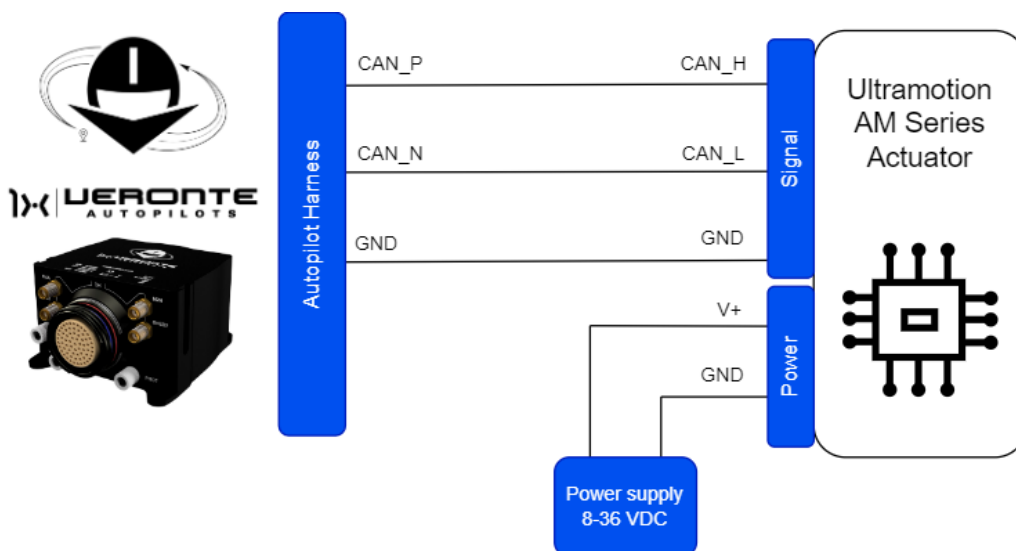 VERONTE
AUTOPILOTS
Autopilot Harness
CAN_P
CAN_H
CAN_N
CAN_L
GND
GND
Signal
V+
GND
Power
Power supply
8-36 VDC
Ultramotion
AM Series
Actuator